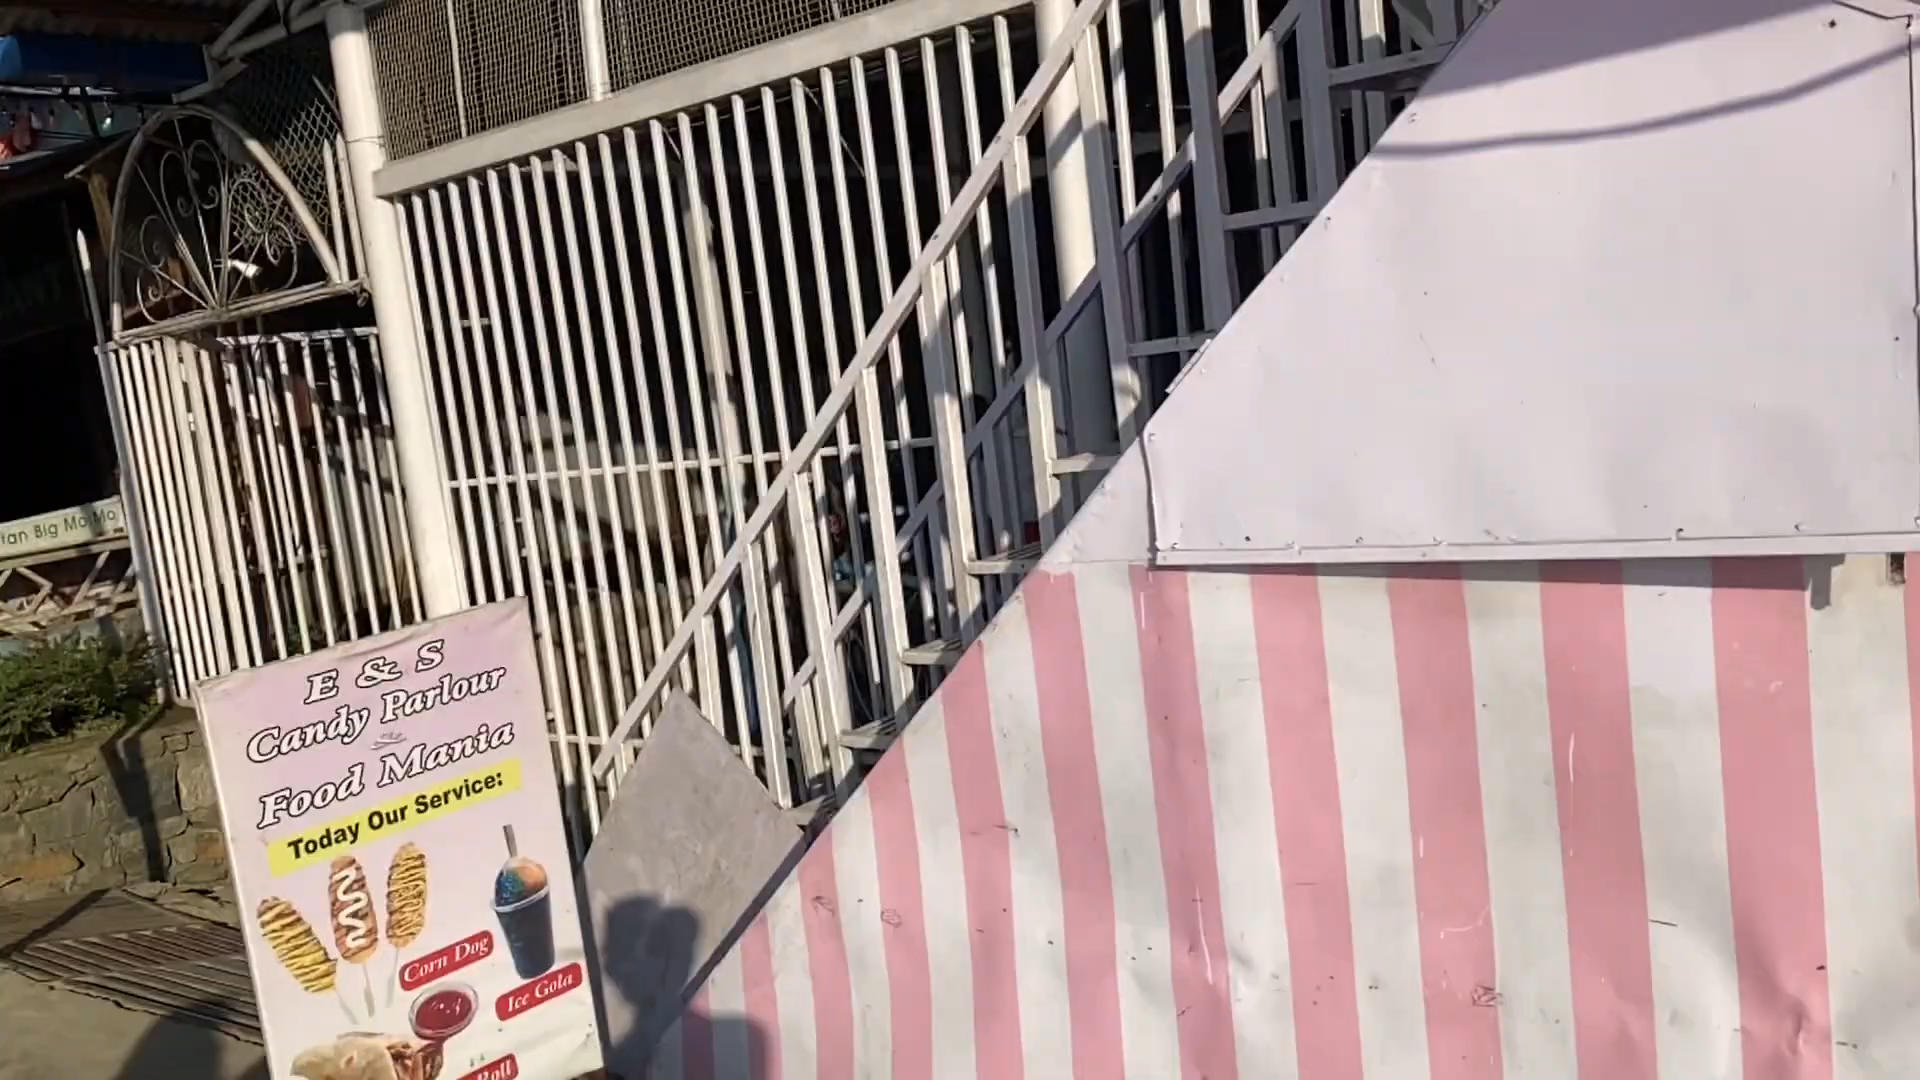 Big Mo Mo
E & S
Candy Parlour
Food Mania
Today Our Service:
Corn Dog
Ice Gola
Roll